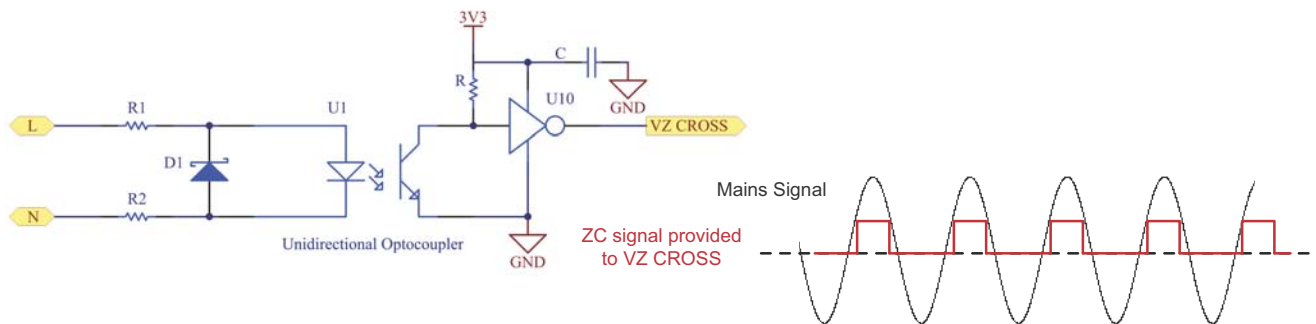 3V3
C
R
GND
U10
L
R1
U1
VZ CROSS
D1
N
R2
Unidirectional Optocoupler
GND
Mains Signal
ZC signal provided
to VZ CROSS